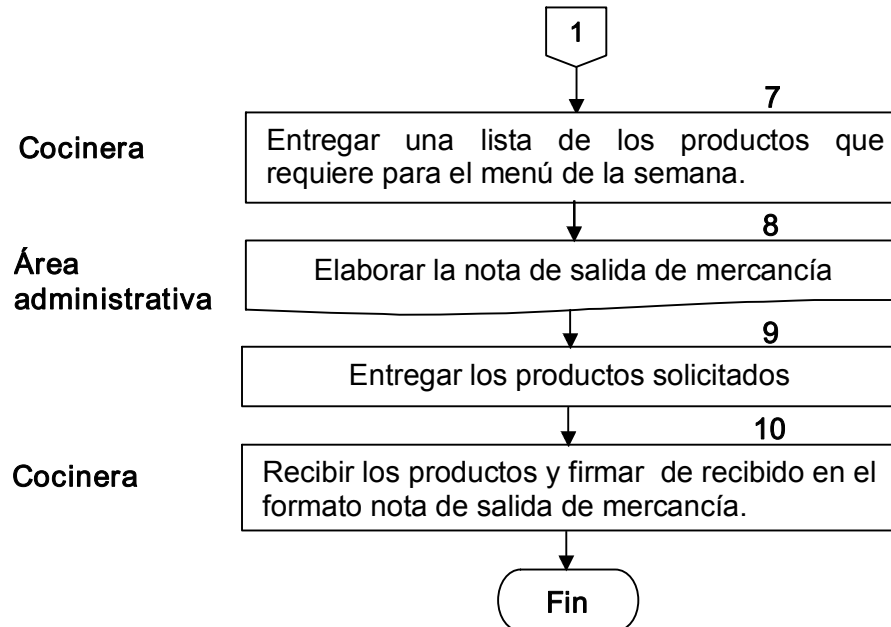 1
7
Cocinera
Entregar una lista de los productos que
requiere para el menú de la semana.
8
Área
administrativa
Elaborar la nota de salida de mercancía
9
Entregar los productos solicitados
10
Cocinera
Recibir los productos y firmar de recibido en el
formato nota de salida de mercancía.
Fin